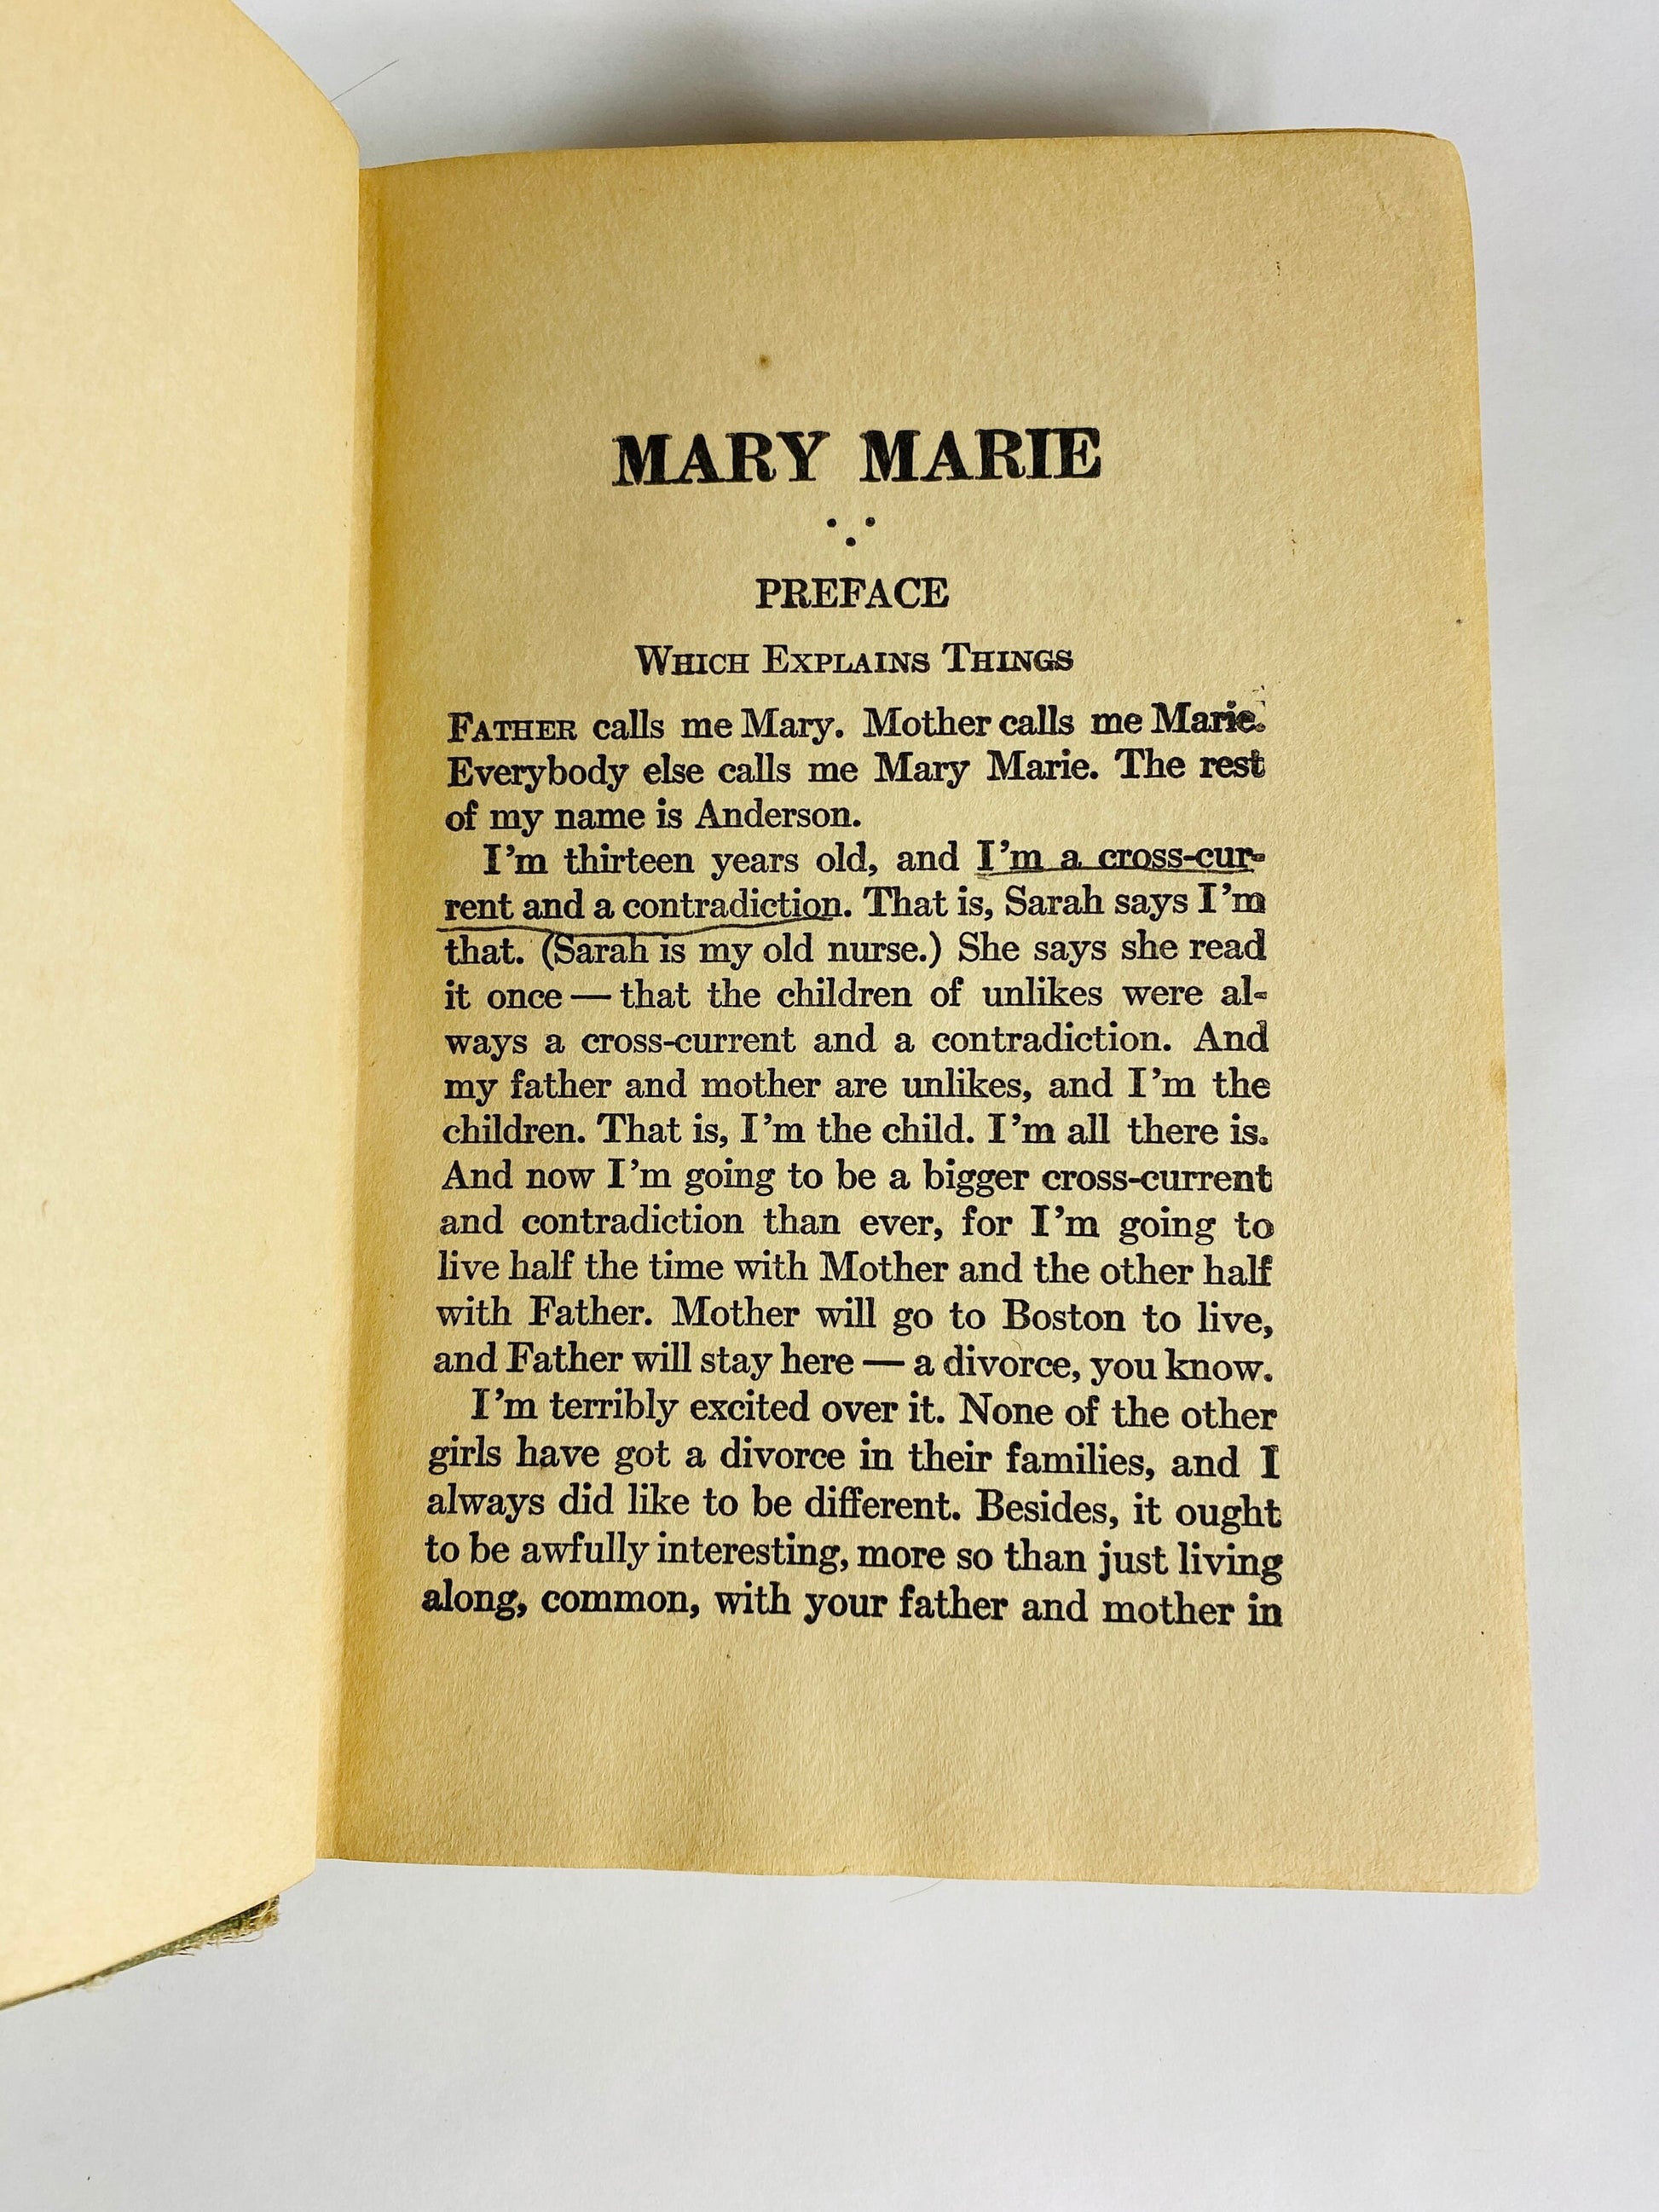 MARY MARIE
PREFACE
WHICH EXPLAINS THINGS
FATHER calls me Mary. Mother calls me Marie.
Everybody else calls me Mary Marie. The rest
of my name is Anderson.
I'm thirteen years old, and I'm a cross-cur-
rent and a contradiction. That is, Sarah says I'm
that. (Sarah is my old nurse.) She says she read
it once — that the children of unlikes were al-
ways a cross-current and a contradiction. And
my father and mother are unlikes, and I'm the
children. That is, I'm the child. I'm all there is.
And now I'm going to be a bigger cross-current
and contradiction than ever, for I'm going to
live half the time with Mother and the other half
with Father. Mother will go to Boston to live,
and Father will stay here — a divorce, you know.
I'm terribly excited over it. None of the other
girls have got a divorce in their families, and I
always did like to be different. Besides, it ought
to be awfully interesting, more so than just living
along, common, with your father and mother in